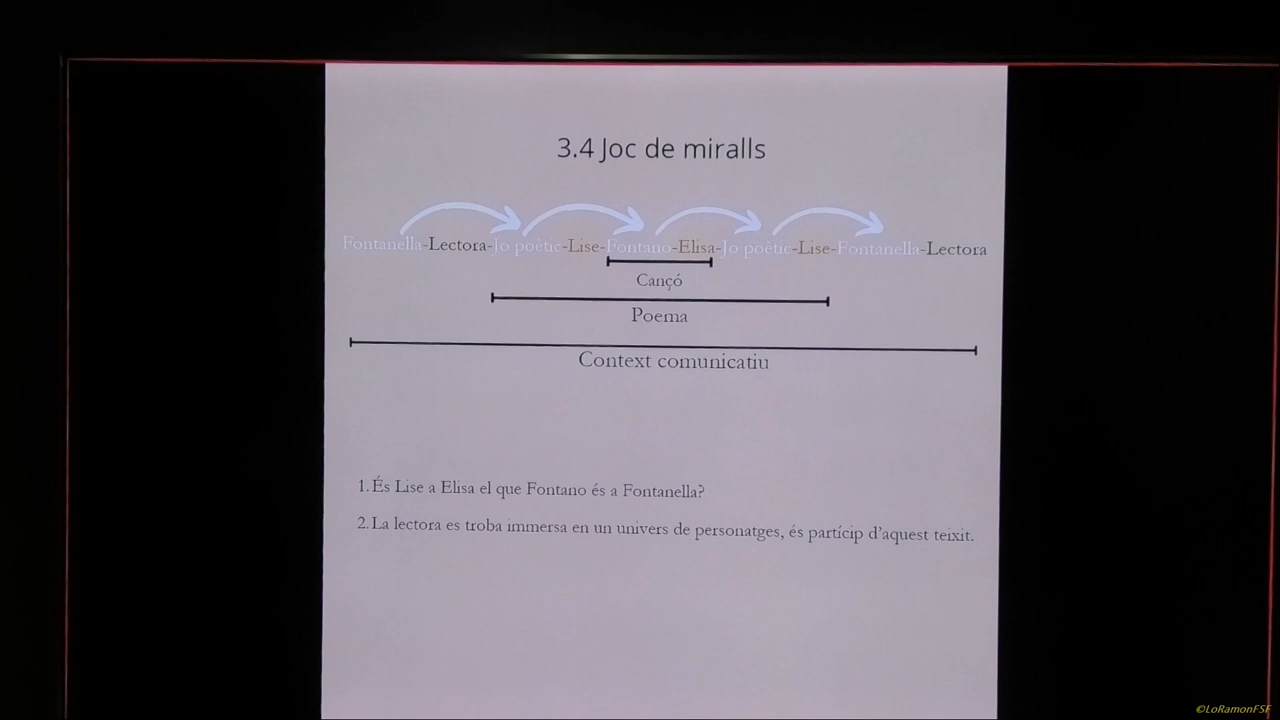 3.4 Joc de miralls
Fontanella-Lectora-Jo poètic-Lise-Fontano-Elisa-Jo poètic-Lise-Fontanella-Lectora
Cançó
Poema
Context comunicatiu
1. És Lise a Elisa el que Fontano és a Fontanella?
2. La lectora es troba immersa en un univers de personatges, és partícip d'aquest teixit.
©LoRamonFSF